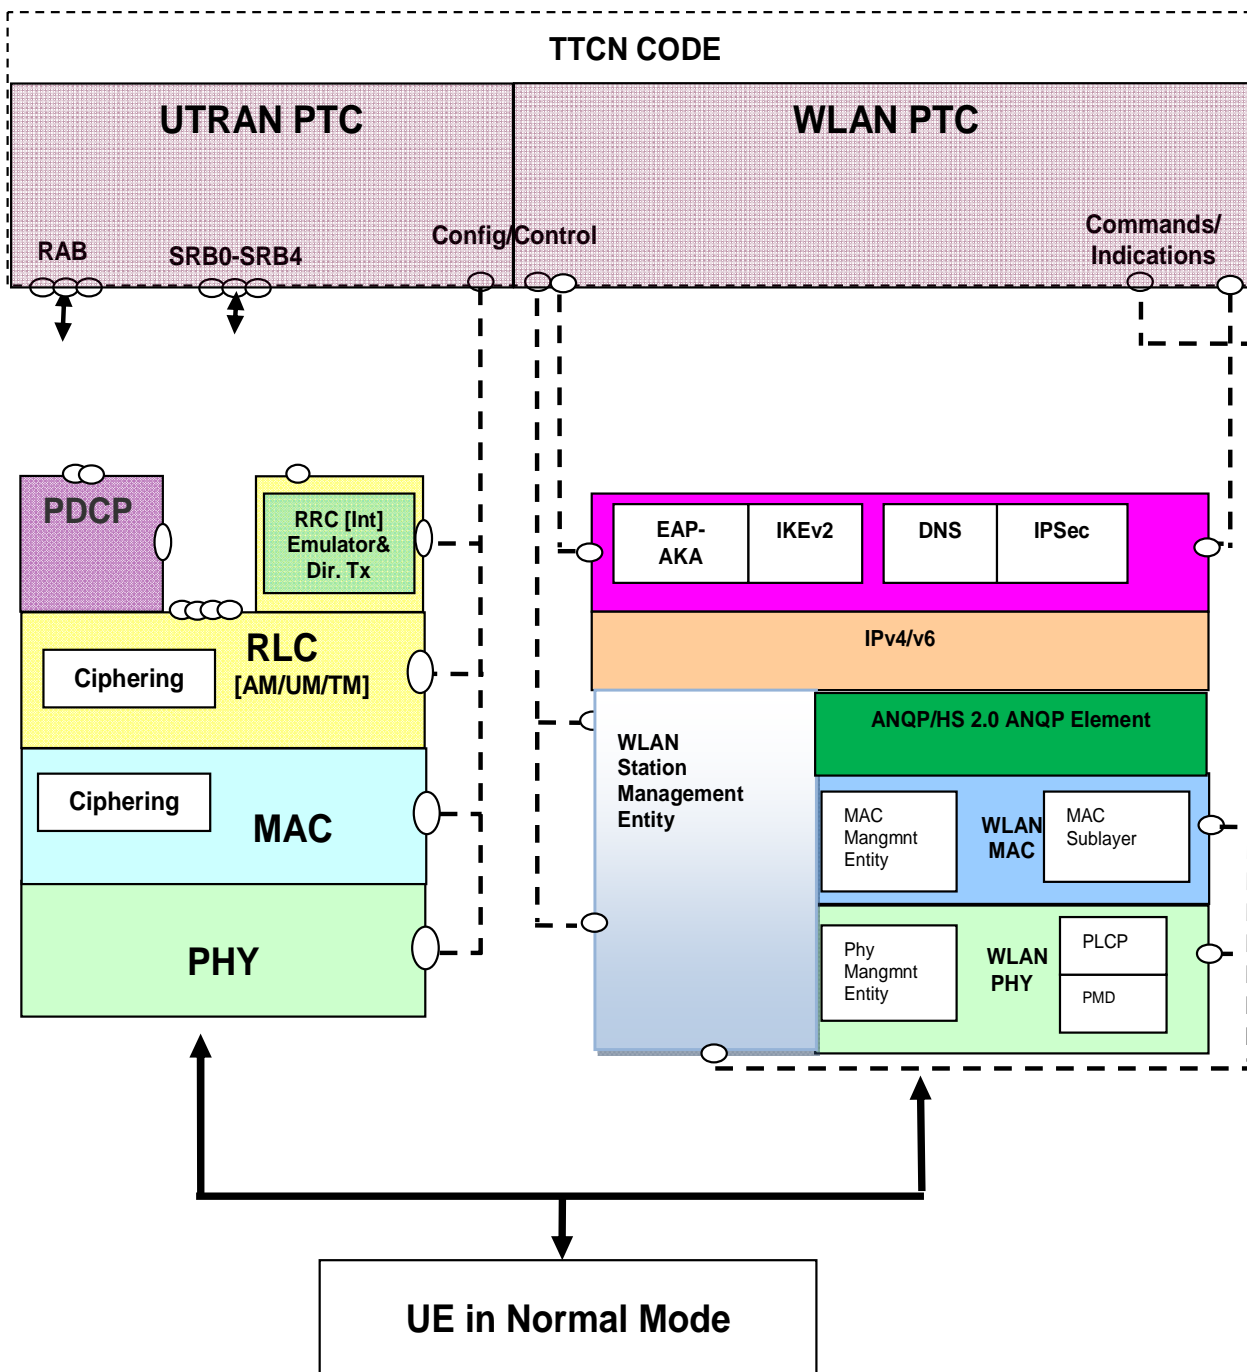 TTCN CODE
UTRAN PTC
WLAN PTC
RAB
SRB0-SRB4
Config/Control
Commands/
Indications
PDCP
RRC [Int]
Emulator&
Dir. Tx
RLC
[AM/UM/TM]
Ciphering
Ciphering
MAC
PHY
EAP-
AKA
IKEv2
DNS
IPSec
IPv4/v6
WLAN
Station
Management
Entity
ANQP/HS 2.0 ANQP Element
MAC
Mangmnt
Entity
WLAN
MAC
MAC
Sublayer
Phy
Mangmnt
Entity
WLAN
PHY
PLCP
PMD
UE in Normal Mode